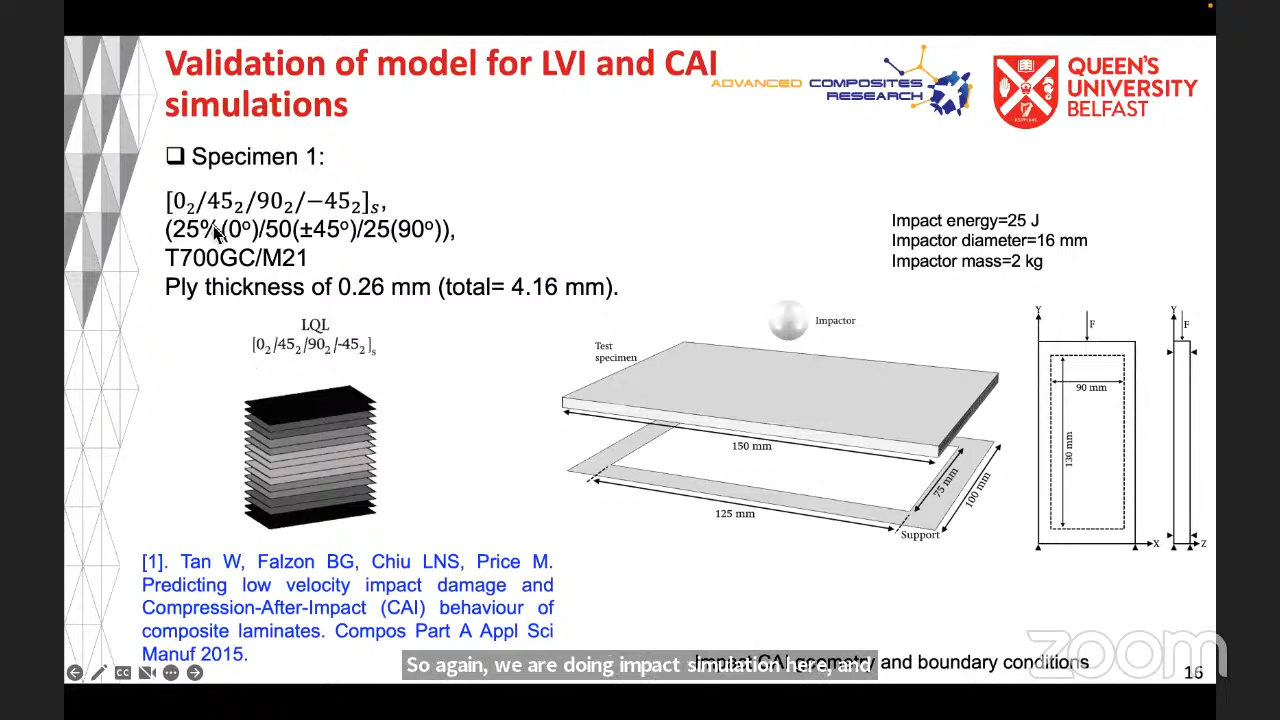 Validation of model for LVI and CAI
simulations
ADVANCED COMPOSITES
RESEARCH
QUEEN'S
UNIVERSITY
BELFAST
❑ Specimen 1:
[0₂/45₂/90₂/−45₂]ₛ,
(25%(0º)/50(±45º)/25(90º)),
T700GC/M21
Ply thickness of 0.26 mm (total= 4.16 mm).
Impact energy=25 J
Impactor diameter=16 mm
Impactor mass=2 kg
LQL
[0₂/45₂/90₂/-45₂]ₛ
Impactor
Test
specimen
150 mm
75 mm
100 mm
125 mm
Support
Y
F
90 mm
130 mm
X
Y
F
Z
[1]. Tan W, Falzon BG, Chiu LNS, Price M.
Predicting low velocity impact damage and
Compression-After-Impact (CAI) behaviour of
composite laminates. Compos Part A Appl Sci
Manuf 2015.
So again, we are doing impact simulation here, and
and boundary conditions
zoom
16
CC